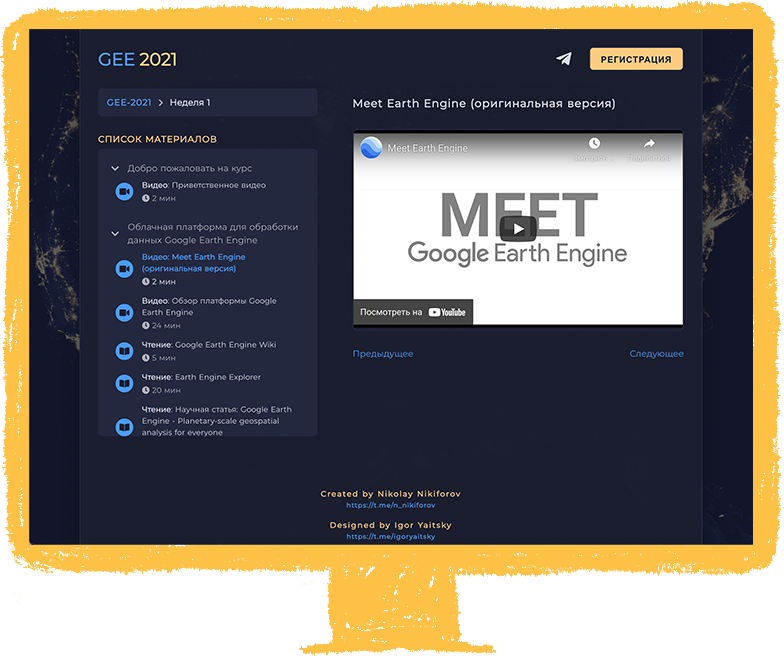 GEE 2021
РЕГИСТРАЦИЯ
GEE-2021 > Неделя 1
СПИСОК МАТЕРИАЛОВ
Добро пожаловать на курс
Видео: Приветственное видео
2 мин
Облачная платформа для обработки
данных Google Earth Engine
Видео: Meet Earth Engine
(оригинальная версия)
2 мин
Видео: Обзор платформы Google
Earth Engine
24 мин
Чтение: Google Earth Engine Wiki
5 мин
Чтение: Earth Engine Explorer
20 мин
Чтение: Научная статья: Google Earth
Engine - Planetary-scale geospatial
analysis for everyone
Meet Earth Engine (оригинальная версия)
Meet Earth Engine
MEET
Google Earth Engine
Посмотреть на YouTube
Предыдущее
Следующее
Created by Nikolay Nikiforov
https://t.me/n_nikiforov
Designed by Igor Yaitsky
https://t.me/igoryaitsky